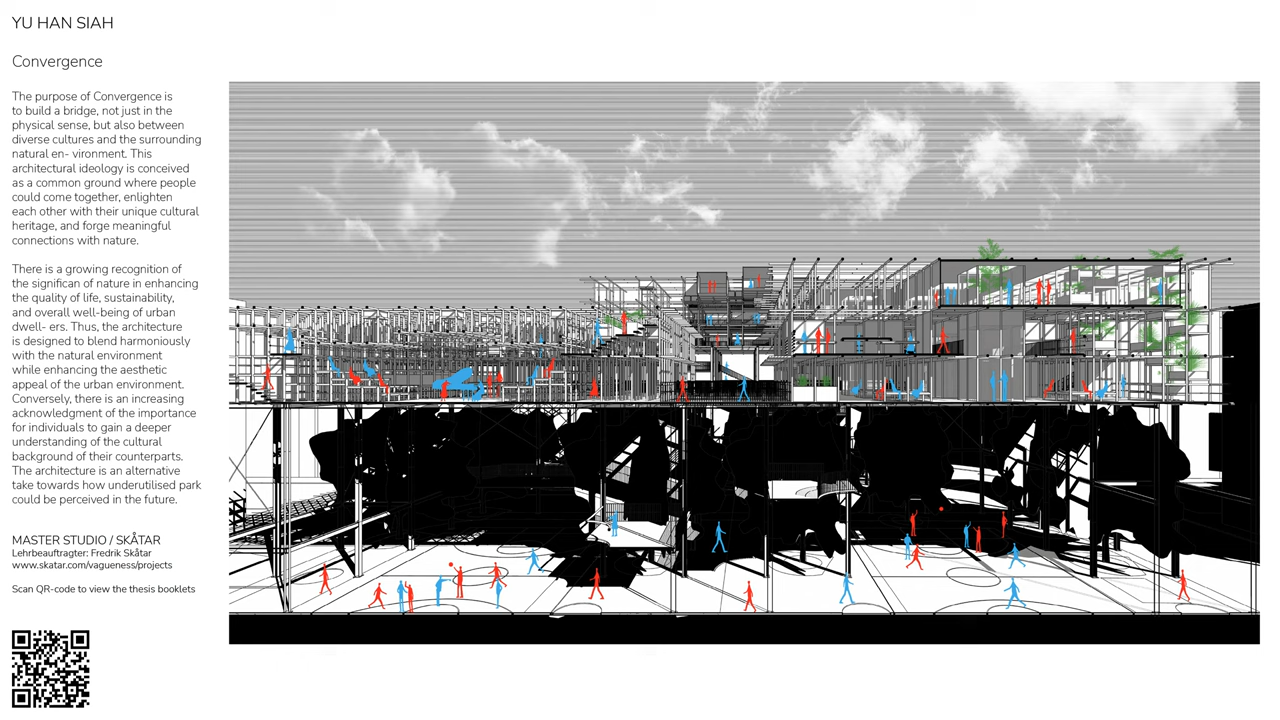 YU HAN SIAH
Convergence
The purpose of Convergence is
to build a bridge, not just in the
physical sense, but also between
diverse cultures and the surrounding
natural en- vironment. This
architectural ideology is conceived
as a common ground where people
could come together, enlighten
each other with their unique cultural
heritage, and forge meaningful
connections with nature.
There is a growing recognition of
the significan of nature in enhancing
the quality of life, sustainability,
and overall well-being of urban
dwell- ers. Thus, the architecture
is designed to blend harmoniously
with the natural environment
while enhancing the aesthetic
appeal of the urban environment.
Conversely, there is an increasing
acknowledgment of the importance
for individuals to gain a deeper
understanding of the cultural
background of their counterparts.
The architecture is an alternative
take towards how underutilised park
could be perceived in the future.
MASTER STUDIO / SKÅTAR
Lehrbeauftragter: Fredrik Skåtar
www.skatar.com/vagueness/projects
Scan QR-code to view the thesis booklets